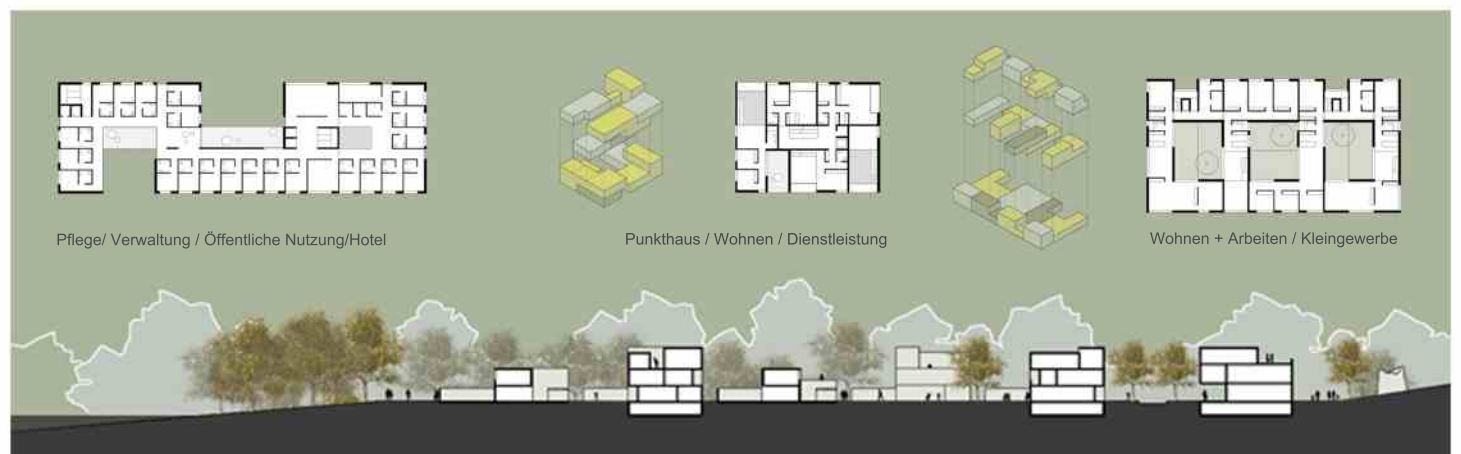 Pflege/ Verwaltung / Öffentliche Nutzung/Hotel
Punkthaus / Wohnen / Dienstleistung
Wohnen + Arbeiten / Kleingewerbe